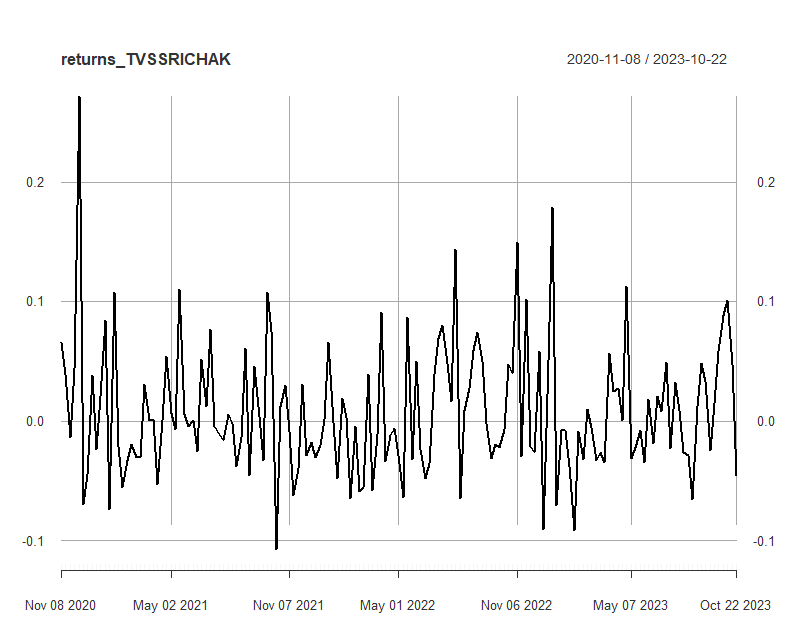 returns_TVSSRICHAK 2020-11-08 / 2023-10-22
0.2 0.2
0.1 0.1
0.0 0.0
-0.1 -0.1
Nov 08 2020 May 02 2021 Nov 07 2021 May 01 2022 Nov 06 2022 May 07 2023 Oct 22 2023